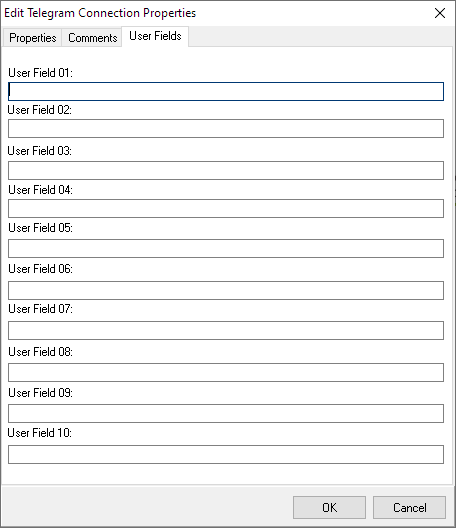 Edit Telegram Connection Properties
Properties Comments User Fields
User Field 01:
User Field 02:
User Field 03:
User Field 04:
User Field 05:
User Field 06:
User Field 07:
User Field 08:
User Field 09:
User Field 10:
OK Cancel